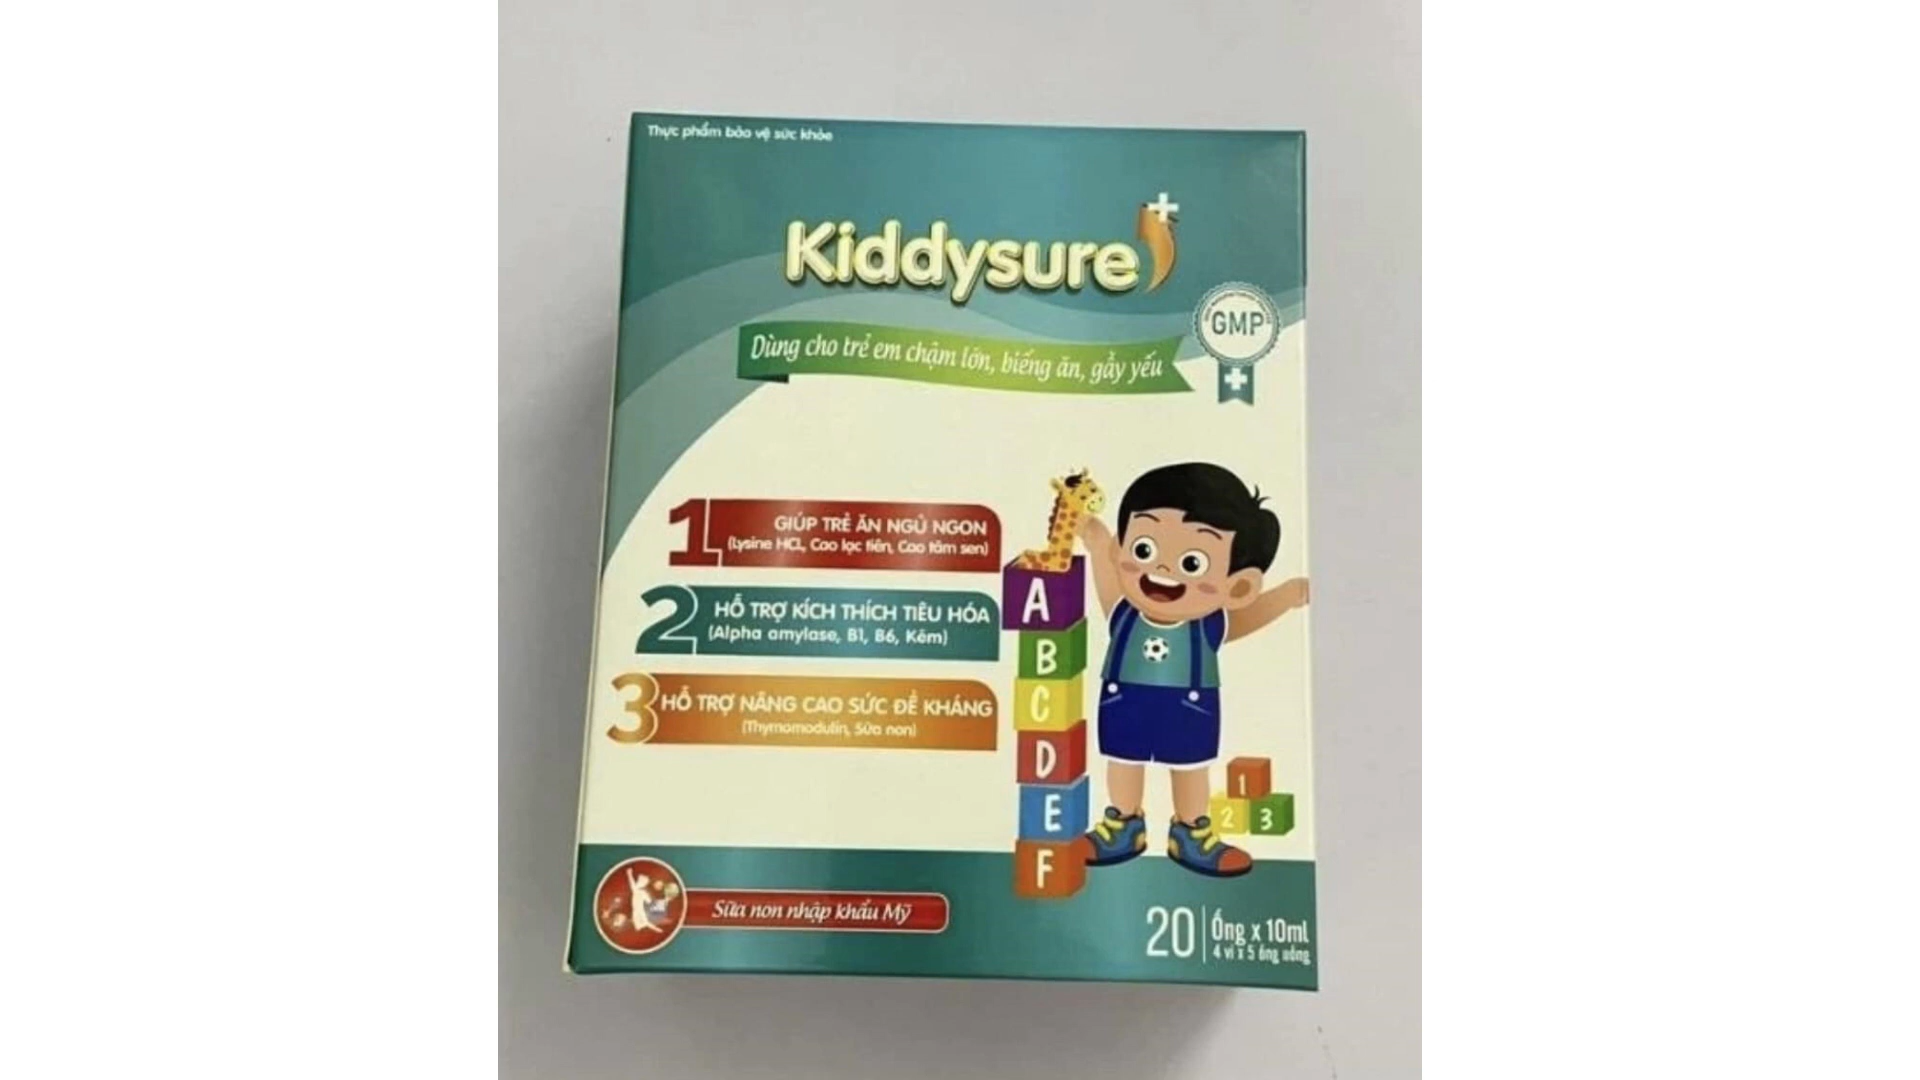 Thực phẩm bảo vệ sức khỏe
Kiddysure+
GMP
Dùng cho trẻ em chậm lớn, biếng ăn, gầy yếu
1 GIÚP TRẺ ĂN NGỦ NGON
(Lysine HCL, Cao lạc tiên, Cao tâm sen)
2 HỖ TRỢ KÍCH THÍCH TIÊU HÓA
(Alpha amylase, B1, B6, Kẽm)
3 HỖ TRỢ NÂNG CAO SỨC ĐỀ KHÁNG
(Thymomodulin, Sữa non)
A
B
C
D
E
F
1
2 3
Sữa non nhập khẩu Mỹ
20 Ống x 10ml
4 vỉ x 5 ống uống